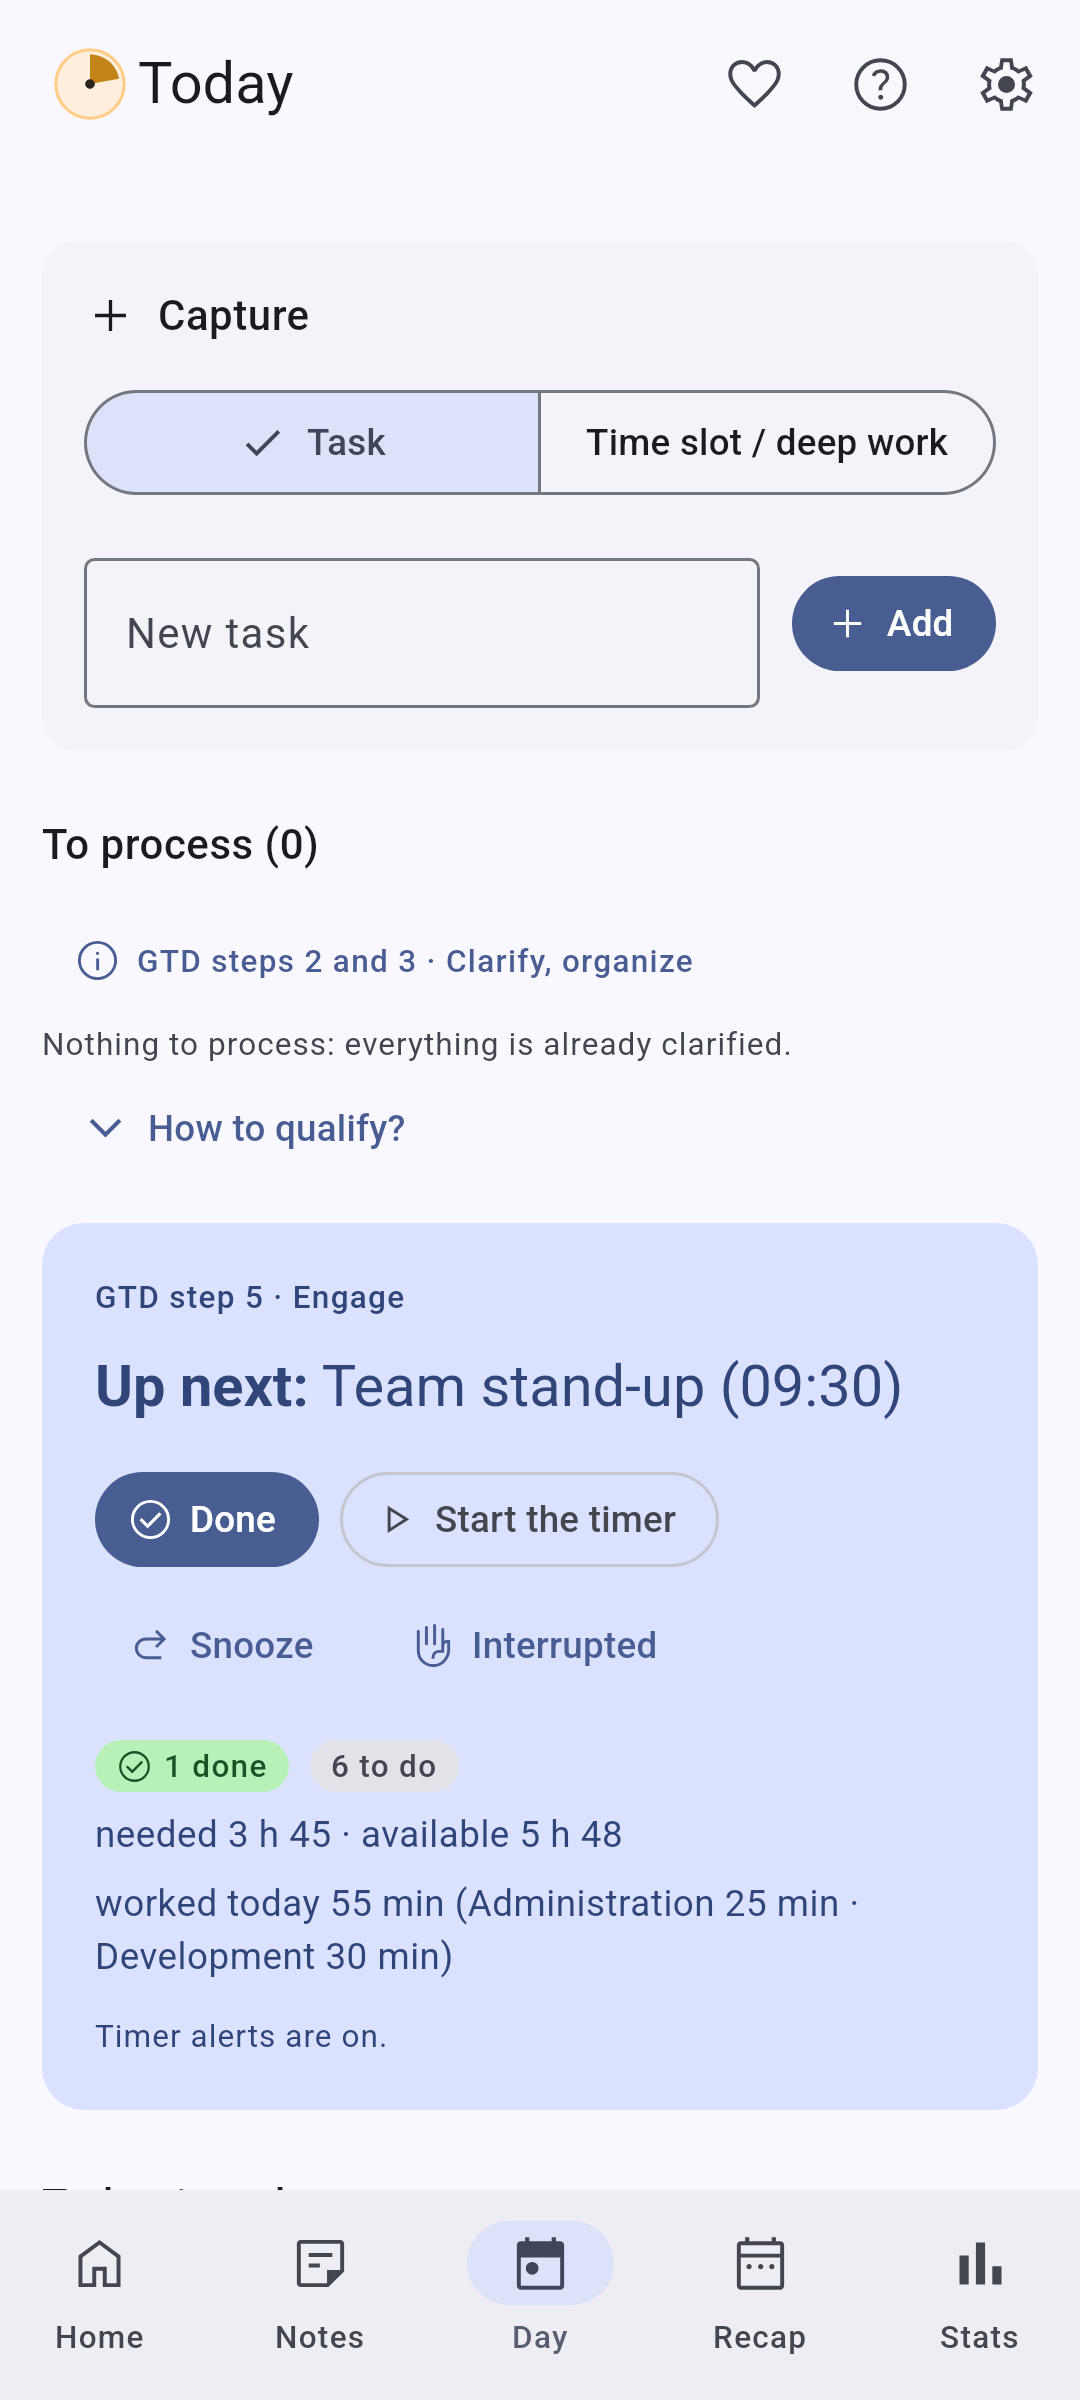 Today
Capture
Task
Time slot / deep work
New task
Add
To process (0)
GTD steps 2 and 3 · Clarify, organize
Nothing to process: everything is already clarified.
How to qualify?
GTD step 5 · Engage
Up next: Team stand-up (09:30)
Done
Start the timer
Snooze
Interrupted
1 done
6 to do
needed 3 h 45 · available 5 h 48
worked today 55 min (Administration 25 min ·
Development 30 min)
Timer alerts are on.
Home
Notes
Day
Recap
Stats